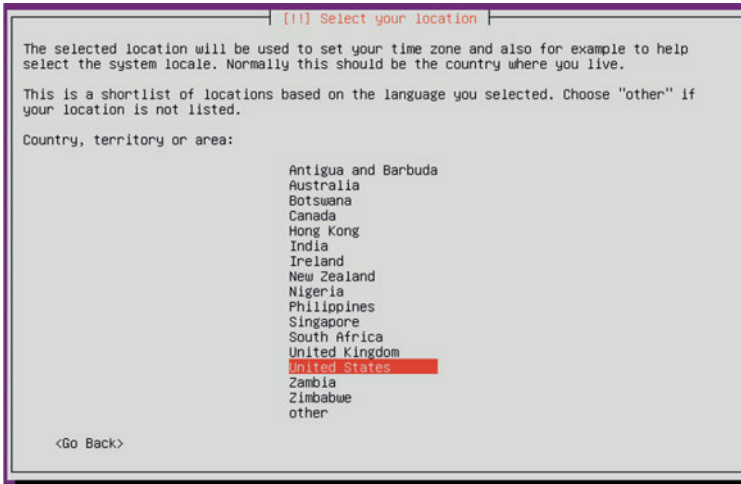 [!!] Select your location
The selected location will be used to set your time zone and also for example to help
select the system locale. Normally this should be the country where you live.
This is a shortlist of locations based on the language you selected. Choose "other" if
your location is not listed.
Country, territory or area:
Antigua and Barbuda
Australia
Botswana
Canada
Hong Kong
India
Ireland
New Zealand
Nigeria
Philippines
Singapore
South Africa
United Kingdom
United States
Zambia
Zimbabwe
other
<Go Back>